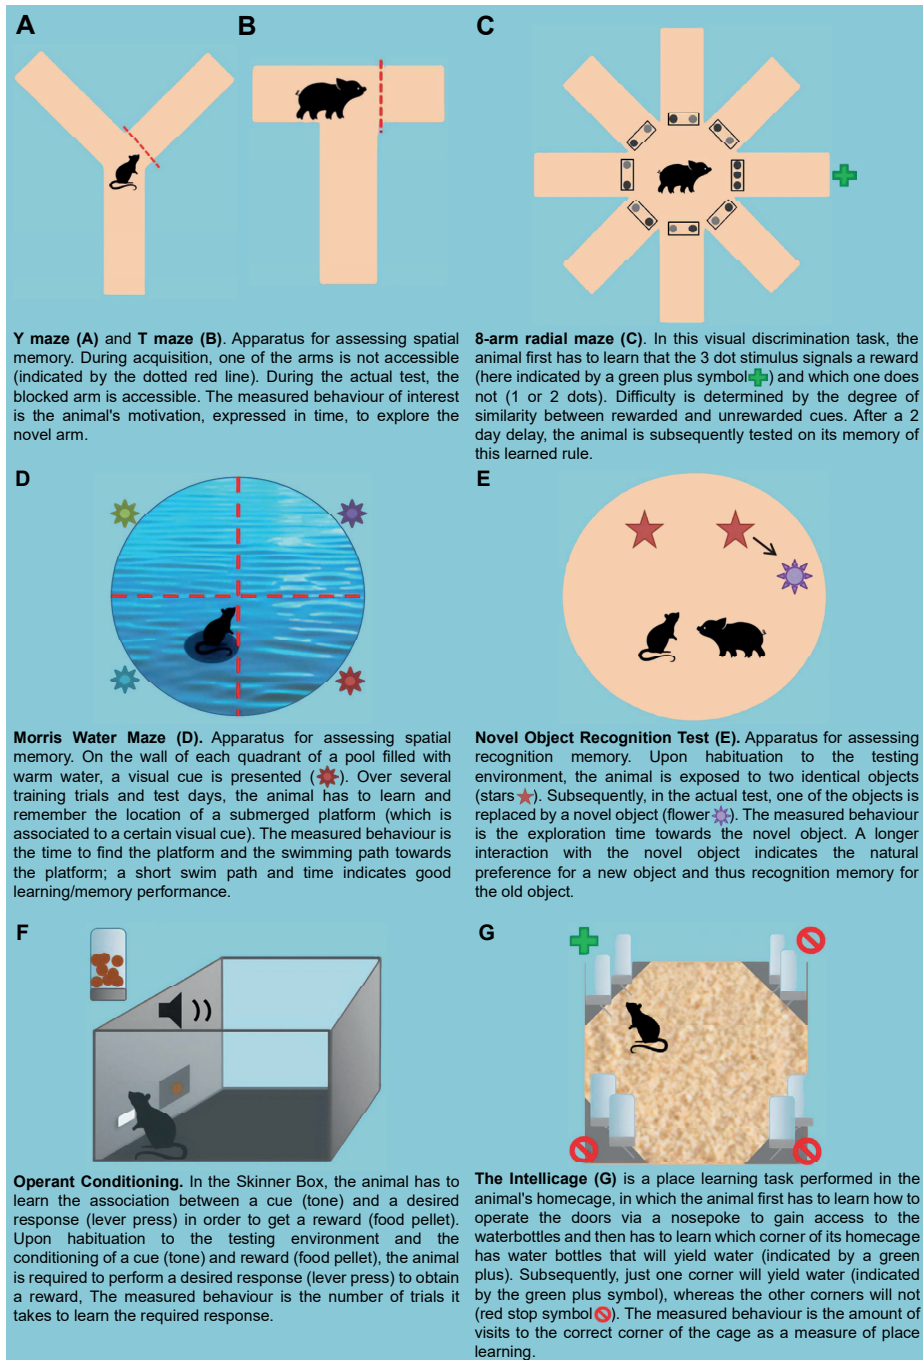 A
B
C
Y maze (A) and T maze (B). Apparatus for assessing spatial
memory. During acquisition, one of the arms is not accessible
(indicated by the dotted red line). During the actual test, the
blocked arm is accessible. The measured behaviour of interest
is the animal's motivation, expressed in time, to explore the
novel arm.
8-arm radial maze (C). In this visual discrimination task, the
animal first has to learn that the 3 dot stimulus signals a reward
(here indicated by a green plus symbol ) and which one does
not (1 or 2 dots). Difficulty is determined by the degree of
similarity between rewarded and unrewarded cues. After a 2
day delay, the animal is subsequently tested on its memory of
this learned rule.
D
E
Morris Water Maze (D). Apparatus for assessing spatial
memory. On the wall of each quadrant of a pool filled with
warm water, a visual cue is presented ( ). Over several
training trials and test days, the animal has to learn and
remember the location of a submerged platform (which is
associated to a certain visual cue). The measured behaviour is
the time to find the platform and the swimming path towards
the platform; a short swim path and time indicates good
learning/memory performance.
Novel Object Recognition Test (E). Apparatus for assessing
recognition memory. Upon habituation to the testing
environment, the animal is exposed to two identical objects
(stars ). Subsequently, in the actual test, one of the objects is
replaced by a novel object (flower ). The measured behaviour
is the exploration time towards the novel object. A longer
interaction with the novel object indicates the natural
preference for a new object and thus recognition memory for
the old object.
F
G
Operant Conditioning. In the Skinner Box, the animal has to
learn the association between a cue (tone) and a desired
response (lever press) in order to get a reward (food pellet).
Upon habituation to the testing environment and the
conditioning of a cue (tone) and reward (food pellet), the animal
is required to perform a desired response (lever press) to obtain
a reward, The measured behaviour is the number of trials it
takes to learn the required response.
The Intellicage (G) is a place learning task performed in the
animal's homecage, in which the animal first has to learn how to
operate the doors via a nosepoke to gain access to the
waterbottles and then has to learn which corner of its homecage
has water bottles that will yield water (indicated by a green
plus). Subsequently, just one corner will yield water (indicated
by the green plus symbol), whereas the other corners will not
(red stop symbol ). The measured behaviour is the amount of
visits to the correct corner of the cage as a measure of place
learning.